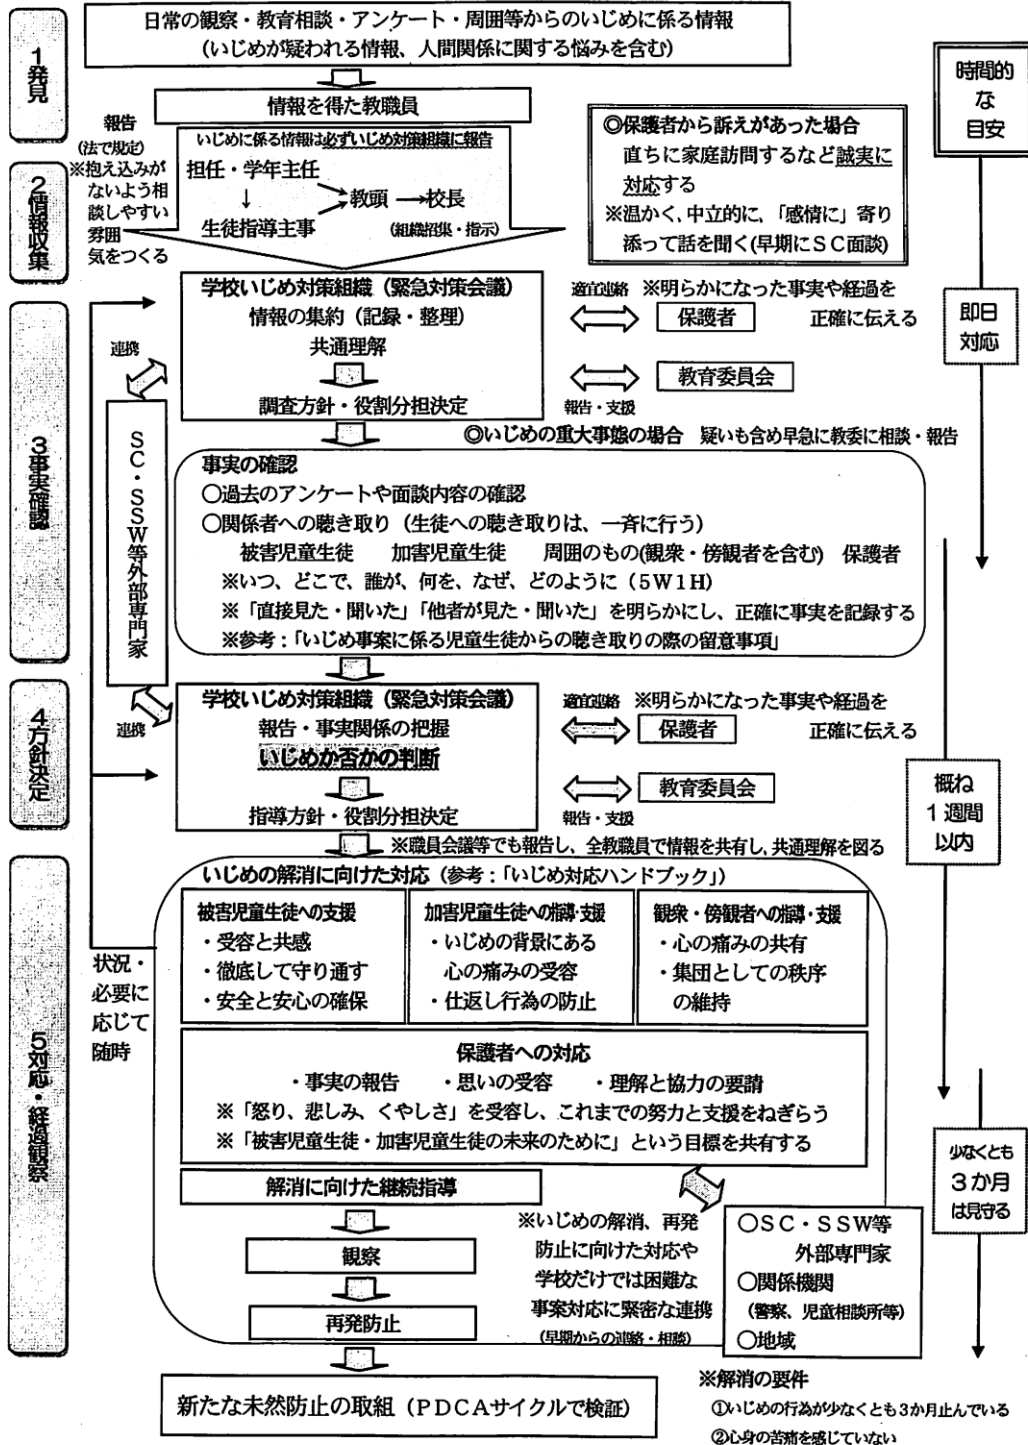 1発見
日常の観察・教育相談・アンケート・周囲等からのいじめに係る情報
(いじめが疑われる情報、人間関係に関する悩みを含む)
時間的
な
目安
情報を得た教職員
報告
(法で規定)
※抱え込みが
ないよう相
談しやすい
雰囲
気をつくる
いじめに係る情報は必ずいじめ対策組織に報告
担任・学年主任
↓
生徒指導主事
教頭→校長
(組織招集・指示)
◎保護者から訴えがあった場合
直ちに家庭訪問するなど誠実に
対応する
※温かく、中立的に、「感情に」寄り
添って話を聞く(早期にSC面談)
2情報収集
3事実確認
学校いじめ対策組織(緊急対策会議)
情報の集約(記録・整理)
共通理解
調査方針・役割分担決定
適宜連絡 ※明らかになった事実や経過を
保護者 正確に伝える
教育委員会
報告・支援
即日
対応
連携
SC・SSW等外部専門家
連携
◎いじめの重大事態の場合 疑いも含め早急に教委に相談・報告
事実の確認
○過去のアンケートや面談内容の確認
○関係者への聴き取り(生徒への聴き取りは、一斉に行う)
被害児童生徒 加害児童生徒 周囲のもの(観衆・傍観者を含む) 保護者
※いつ、どこで、誰が、何を、なぜ、どのように(5W1H)
※「直接見た・聞いた」「他者が見た・聞いた」を明らかにし、正確に事実を記録する
※参考:「いじめ事案に係る児童生徒からの聴き取りの際の留意事項」
4方針決定
学校いじめ対策組織(緊急対策会議)
報告・事実関係の把握
いじめか否かの判断
指導方針・役割分担決定
適宜連絡 ※明らかになった事実や経過を
保護者 正確に伝える
教育委員会
報告・支援
概ね
1週間
以内
※職員会議等でも報告し、全教職員で情報を共有し、共通理解を図る
5対応・経過観察
状況・
必要に
応じて
随時
いじめの解消に向けた対応(参考:「いじめ対応ハンドブック」)
被害児童生徒への支援
・受容と共感
・徹底して守り通す
・安全と安心の確保
加害児童生徒への指導・支援
・いじめの背景にある
心の痛みの受容
・仕返し行為の防止
観衆・傍観者への指導・支援
・心の痛みの共有
・集団としての秩序
の維持
保護者への対応
・事実の報告 ・思いの受容 ・理解と協力の要請
※「怒り、悲しみ、くやしさ」を受容し、これまでの努力と支援をねぎらう
※「被害児童生徒・加害児童生徒の未来のために」という目標を共有する
少なくとも
3か月
は見守る
解消に向けた継続指導
観察
再発防止
※いじめの解消、再発
防止に向けた対応や
学校だけでは困難な
事案対応に緊密な連携
(早期からの連絡・相談)
○SC・SSW等
外部専門家
○関係機関
(警察、児童相談所等)
○地域
新たな未然防止の取組(PDCAサイクルで検証)
※解消の要件
①いじめの行為が少なくとも3か月止んでいる
②心身の苦痛を感じていない